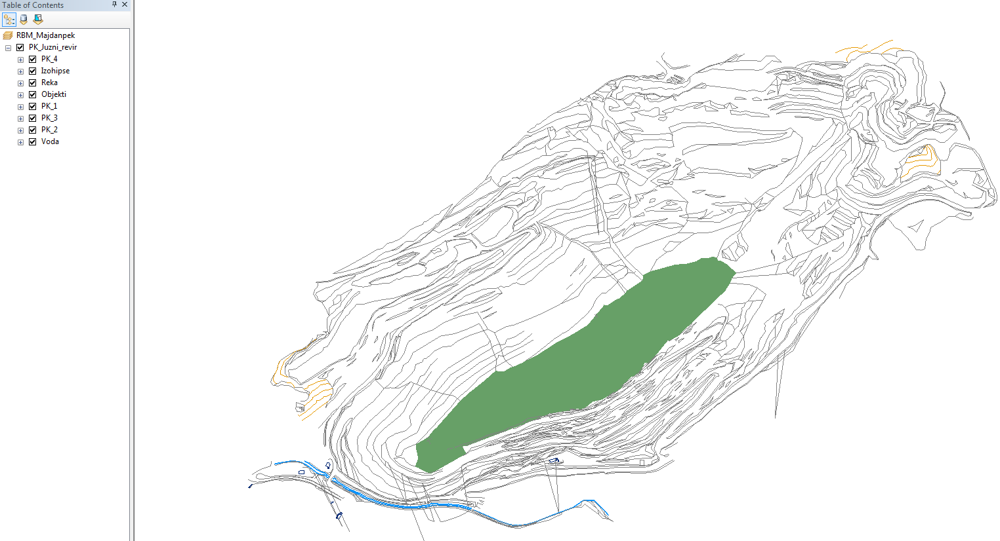 Table of Contents
RBM_Majdanpek
PK_Juzni_revir
PK_4
Izohipse
Reka
Objekti
PK_1
PK_3
PK_2
Voda